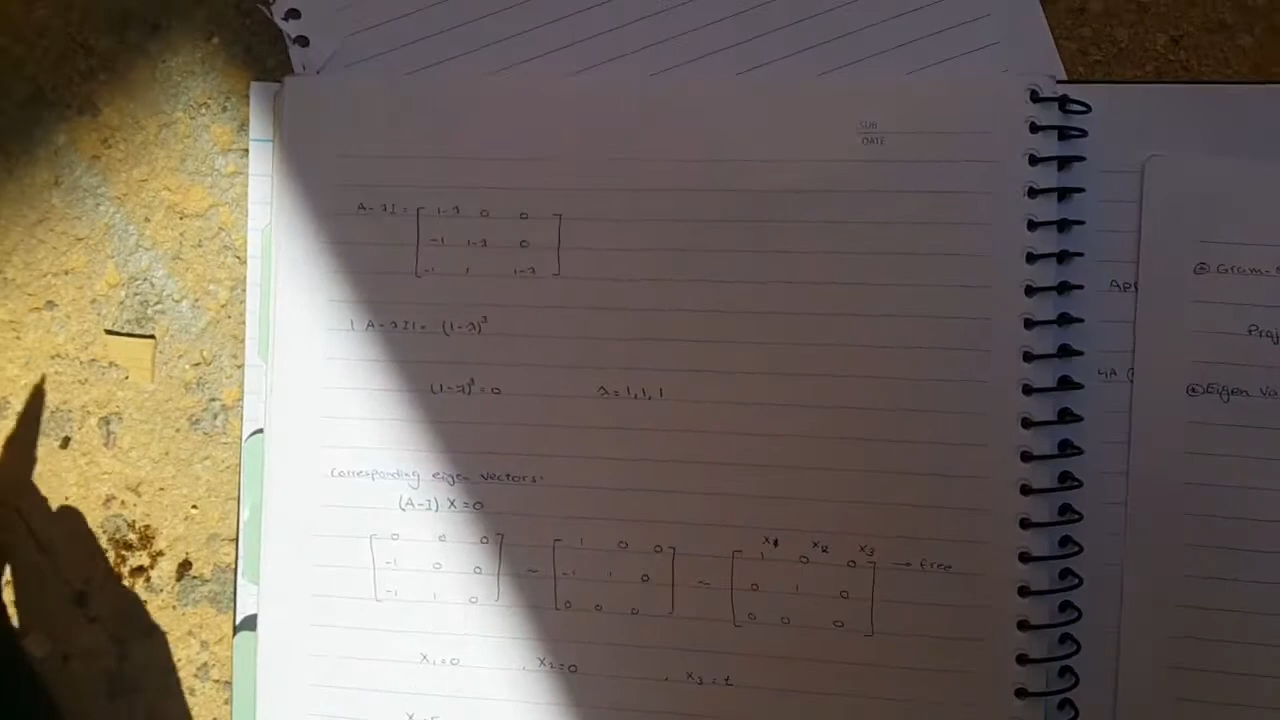 SUB
DATE
A-λI = [ 1-λ 0 0
-1 1-λ 0
-1 1 1-λ ]
|A-λI| = (1-λ)³
(1-λ)³ = 0 λ = 1, 1, 1
Corresponding eigen vectors:
(A-I) X = 0
x1 x2 x3
[ 0 0 0 ~ [ 1 0 0 ~ [ 1 0 0 → free
-1 0 0 -1 1 0 0 1 0
-1 1 0 ] 0 0 0 ] 0 0 0 ]
x₁=0 , x₂=0 , x₃=t
4A
Eigen